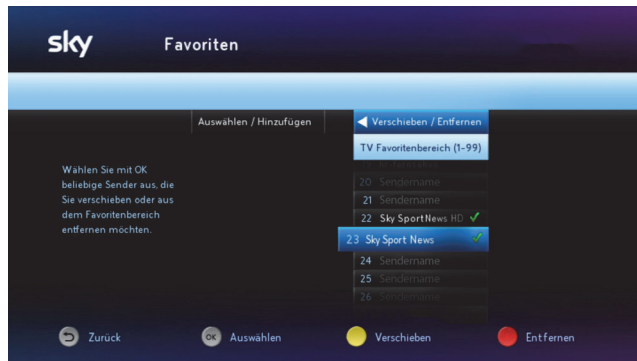 sky
Favoriten
Auswählen / Hinzufügen
Verschieben / Entfernen
TV Favoritenbereich (1-99)
Wählen Sie mit OK
beliebige Sender aus, die
Sie verschieben oder aus
dem Favoritenbereich
entfernen möchten.
20 Sendername
21 Sendername
22 Sky SportNews HD
23 Sky Sport News
24 Sendername
25 Sendername
26 Sendername
Zurück
OK Auswählen
Verschieben
Entfernen